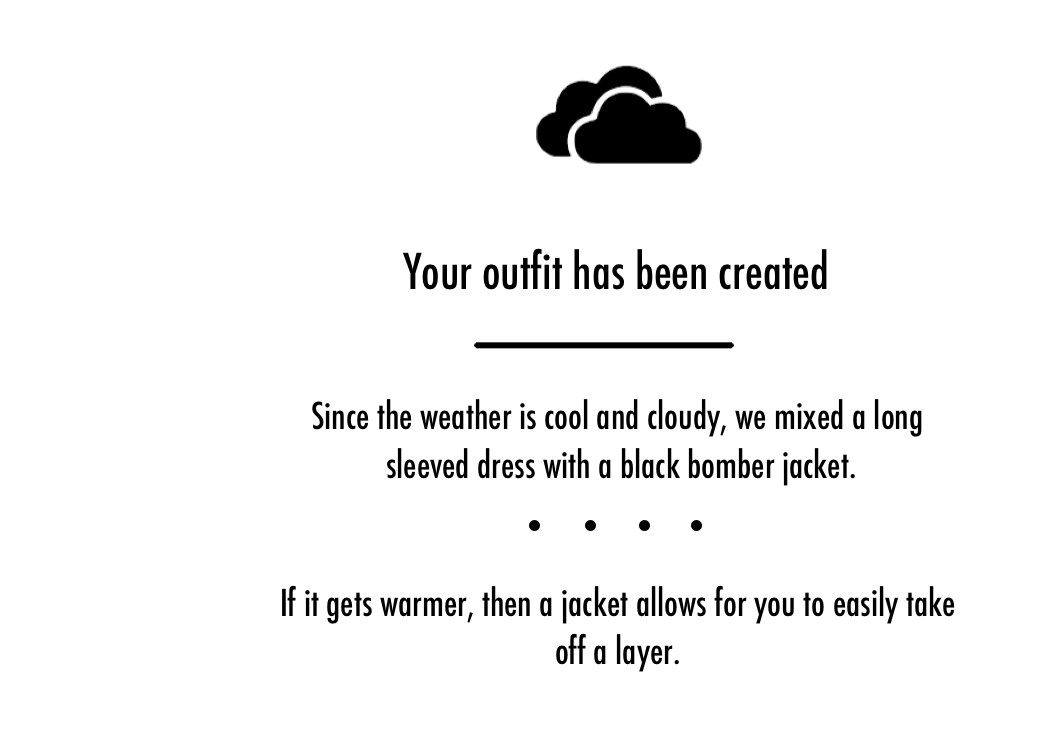 Your outfit has been created
Since the weather is cool and cloudy, we mixed a long
sleeved dress with a black bomber jacket.
If it gets warmer, then a jacket allows for you to easily take
off a layer.